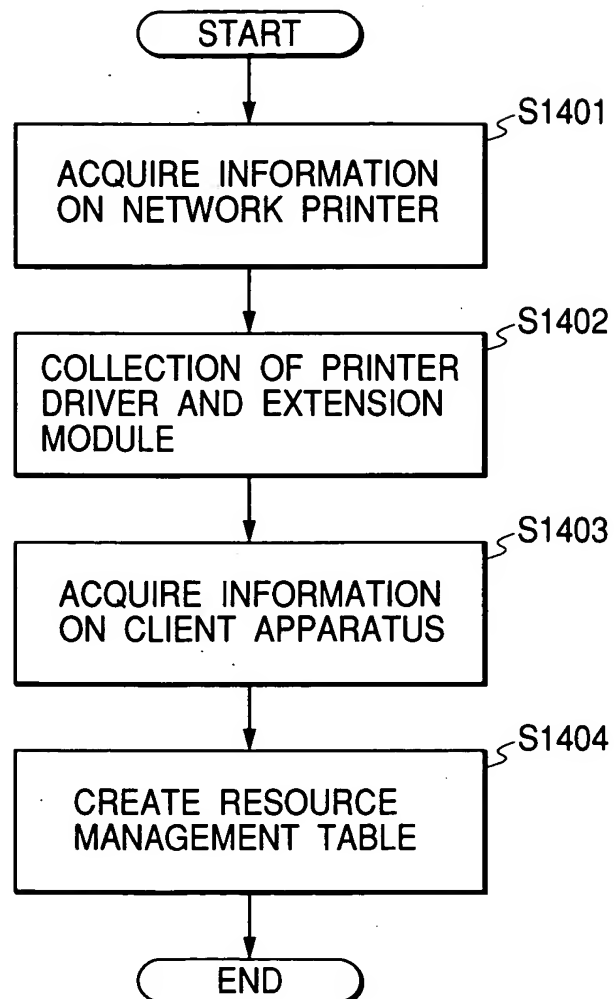 START
S1401
ACQUIRE INFORMATION
ON NETWORK PRINTER
S1402
COLLECTION OF PRINTER
DRIVER AND EXTENSION
MODULE
S1403
ACQUIRE INFORMATION
ON CLIENT APPARATUS
S1404
CREATE RESOURCE
MANAGEMENT TABLE
END